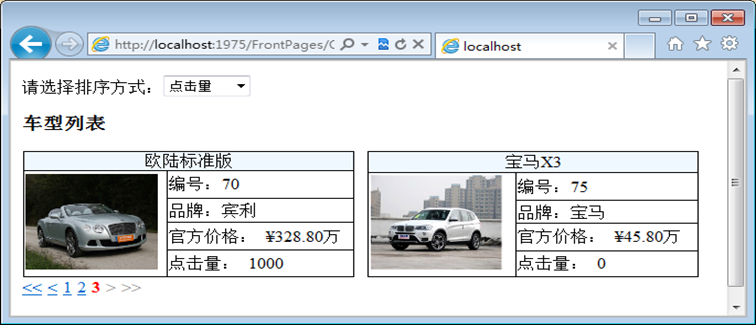 http://localhost:1975/FrontPages/C
localhost
请选择排序方式： 点击量
车型列表
欧陆标准版
编号：70
品牌：宾利
官方价格： ¥328.80万
点击量： 1000
宝马X3
编号：75
品牌：宝马
官方价格： ¥45.80万
点击量： 0
<< < 1 2 3 > >>